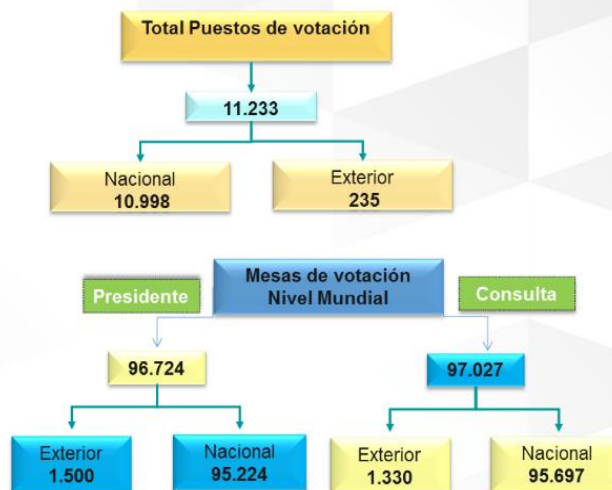 Total Puestos de votación
11.233
Nacional
10.998
Exterior
235
Mesas de votación
Nivel Mundial
Presidente
Consulta
96.724
97.027
Exterior
1.500
Nacional
95.224
Exterior
1.330
Nacional
95.697